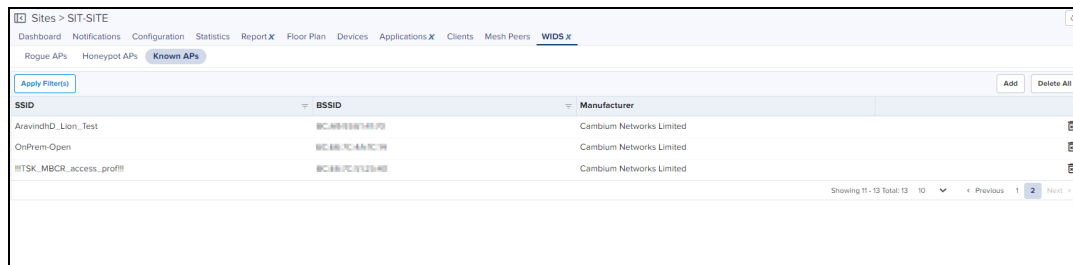 Sites > SIT-SITE
Dashboard Notifications Configuration Statistics Report X Floor Plan Devices Applications X Clients Mesh Peers WIDS X
Rogue APs Honeypot APs Known APs
Apply Filter(s) Add Delete All
SSID BSSID Manufacturer
AravindhD_Lion_Test Cambium Networks Limited
OnPrem-Open Cambium Networks Limited
!!!TSK_MBCR_access_prof!!! Cambium Networks Limited
Showing 11 - 13 Total: 13 10 < Previous 1 2 Next >